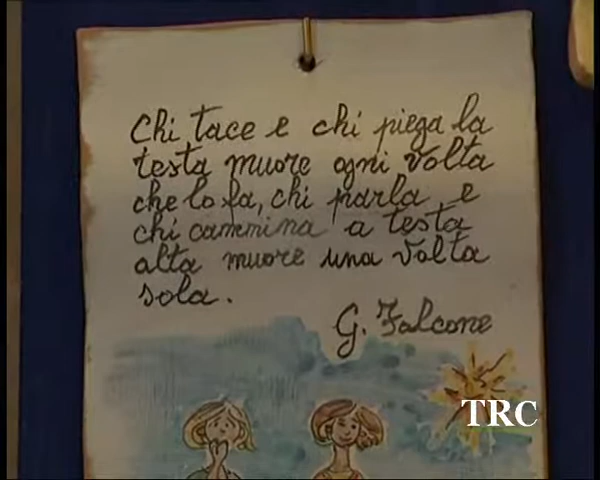 Chi tace e chi piega la
testa muore ogni volta
che lo fa, chi parla e
chi cammina a testa
alta muore una volta
sola.
G. Falcone
TRC